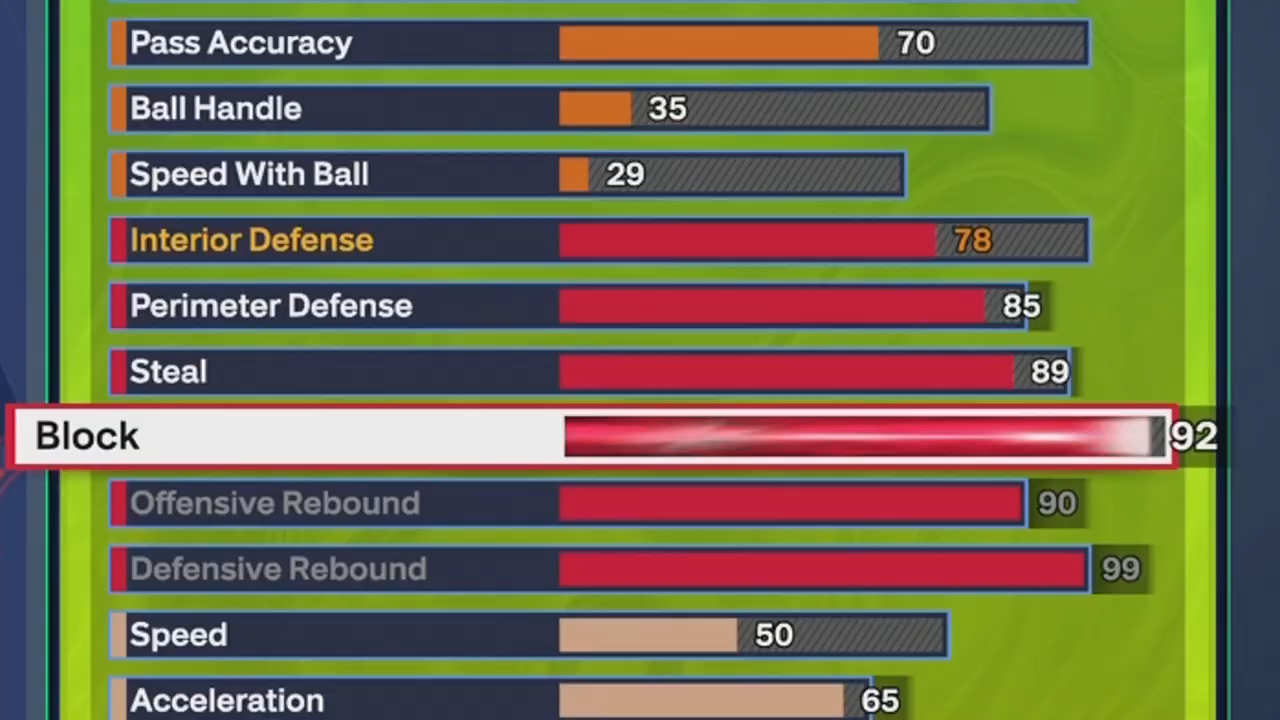 Pass Accuracy 70
Ball Handle 35
Speed With Ball 29
Interior Defense 78
Perimeter Defense 85
Steal 89
Block 92
Offensive Rebound 90
Defensive Rebound 99
Speed 50
Acceleration 65